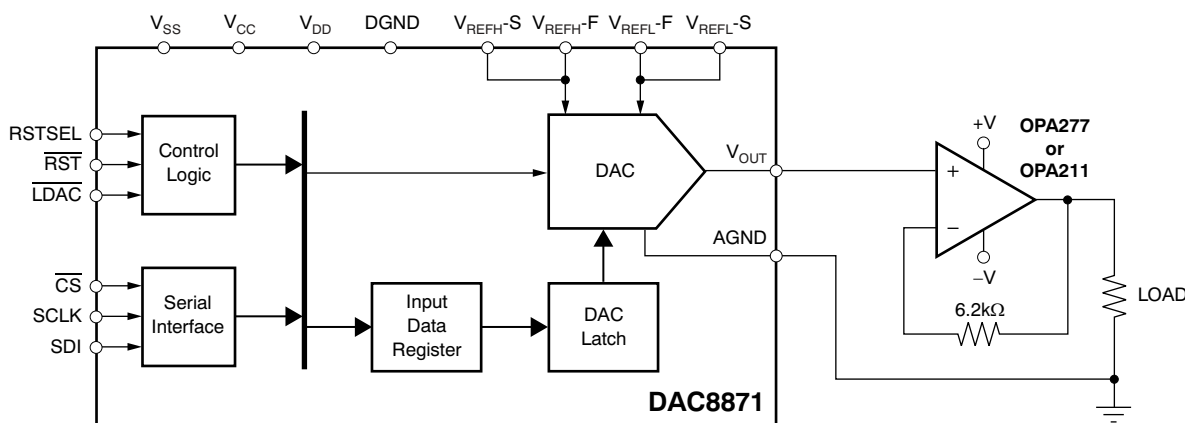 VSS VCC VDD DGND VREFH-S VREFH-F VREFL-F VREFL-S
RSTSEL
RST
LDAC
Control
Logic
DAC
VOUT
AGND
+V
OPA277
or
OPA211
+
−
−V
6.2kΩ
LOAD
CS
SCLK
SDI
Serial
Interface
Input
Data
Register
DAC
Latch
DAC8871